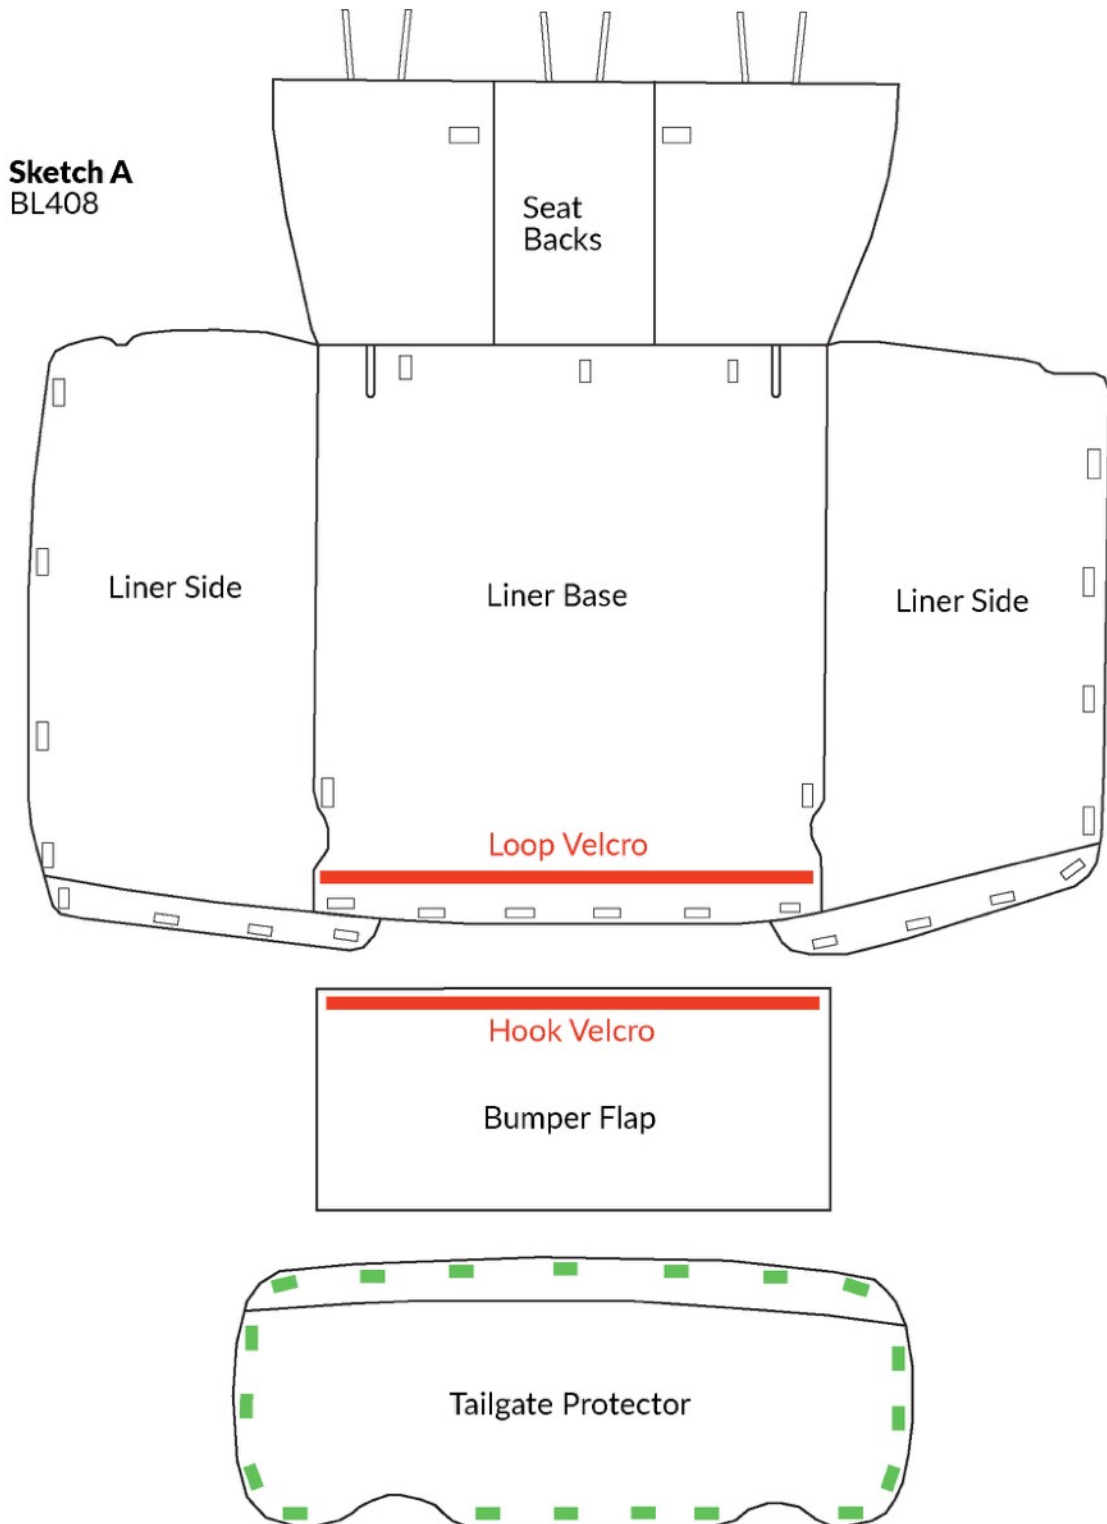 Sketch A
BL408
Seat
Backs
Liner Side
Liner Base
Liner Side
Loop Velcro
Hook Velcro
Bumper Flap
Tailgate Protector